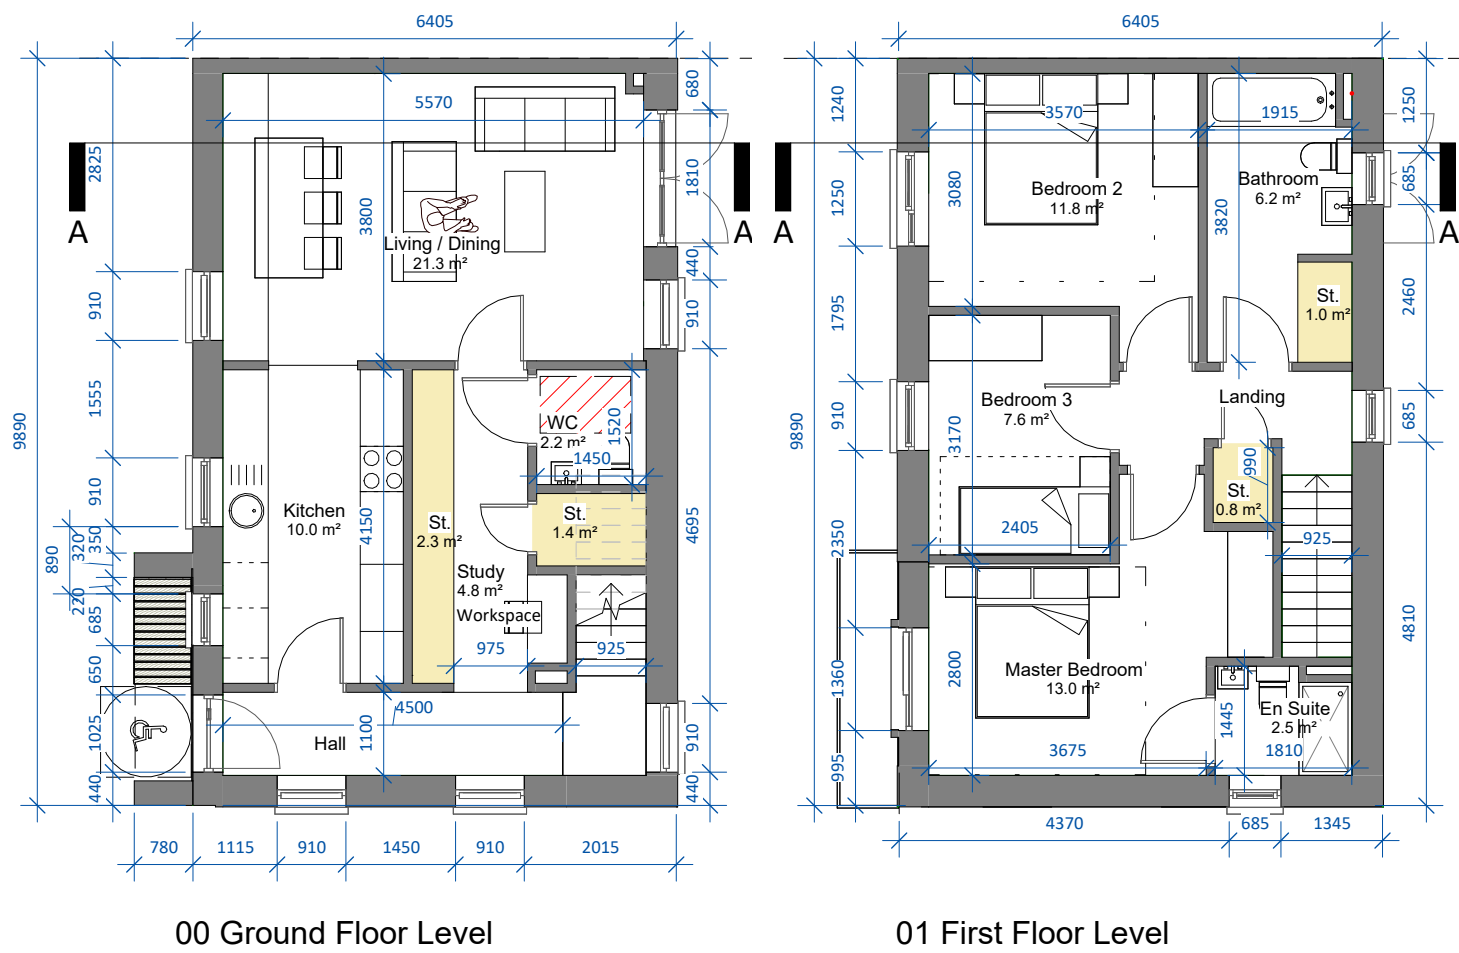 6405
6405
680
1240
1250
5570
3570
1915
2825
1810
685
Bedroom 2
11.8 m²
Bathroom
6.2 m²
1250
3080
3800
3820
A
A
A
A
Living / Dining
21.3 m²
440
910
910
1795
2460
St.
1.0 m²
1555
Bedroom 3
7.6 m²
Landing
910
685
9890
9890
WC
2.2 m²
1520
1450
3170
990
910
Kitchen
10.0 m²
4150
St.
2.3 m²
St.
1.4 m²
4695
St.
0.8 m²
2405
2350
925
350
320
890
220
Study
4.8 m²
Workspace
685
4810
975
925
650
1360
2800
Master Bedroom
13.0 m²
4500
1100
Hall
1025
910
1445
En Suite
2.5 m²
3675
1810
440
440
995
4370
685
1345
780
1115
910
1450
910
2015
00 Ground Floor Level
01 First Floor Level